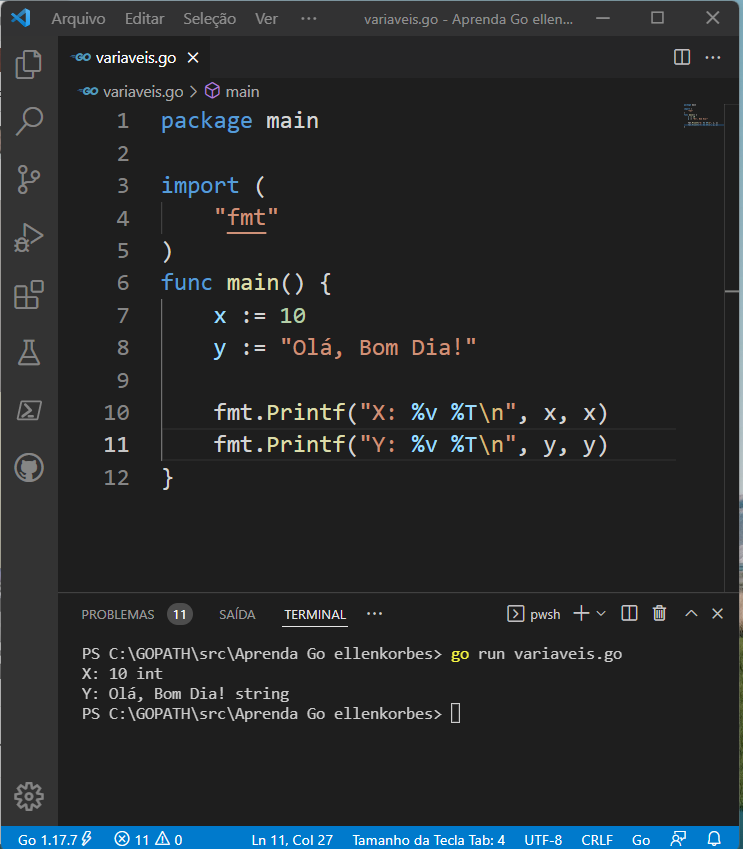 Arquivo Editar Seleção Ver ··· variaveis.go - Aprenda Go ellen...
GO variaveis.go
GO variaveis.go > main
1 package main
2
3 import (
4 "fmt"
5 )
6 func main() {
7 x := 10
8 y := "Olá, Bom Dia!"
9
10 fmt.Printf("X: %v %T\n", x, x)
11 fmt.Printf("Y: %v %T\n", y, y)
12 }
PROBLEMAS 11 SAÍDA TERMINAL ··· pwsh
PS C:\GOPATH\src\Aprenda Go ellenkorbes> go run variaveis.go
X: 10 int
Y: Olá, Bom Dia! string
PS C:\GOPATH\src\Aprenda Go ellenkorbes>
Go 1.17.7 11 0 Ln 11, Col 27 Tamanho da Tecla Tab: 4 UTF-8 CRLF Go